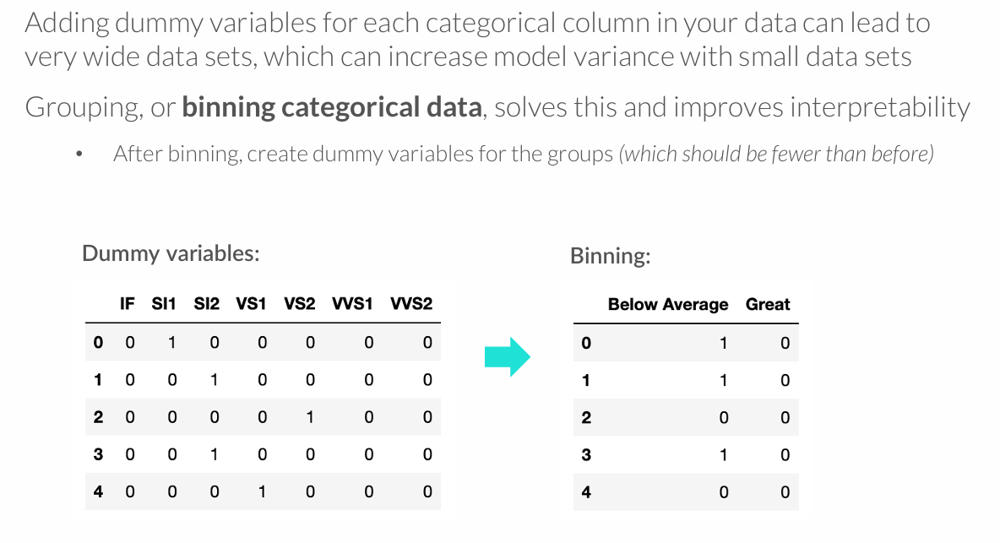 Adding dummy variables for each categorical column in your data can lead to
very wide data sets, which can increase model variance with small data sets
Grouping, or binning categorical data, solves this and improves interpretability
• After binning, create dummy variables for the groups (which should be fewer than before)
Dummy variables:
IF SI1 SI2 VS1 VS2 VVS1 VVS2
0 0 1 0 0 0 0 0
1 0 0 1 0 0 0 0
2 0 0 0 0 1 0 0
3 0 0 1 0 0 0 0
4 0 0 0 1 0 0 0
Binning:
Below Average Great
0 1 0
1 1 0
2 0 0
3 1 0
4 0 0